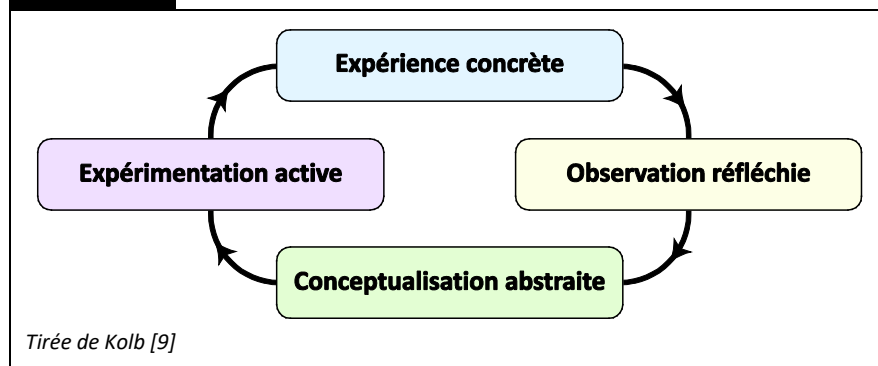 Expérience concrète
Expérimentation active
Observation réfléchie
Conceptualisation abstraite
Tirée de Kolb [9]